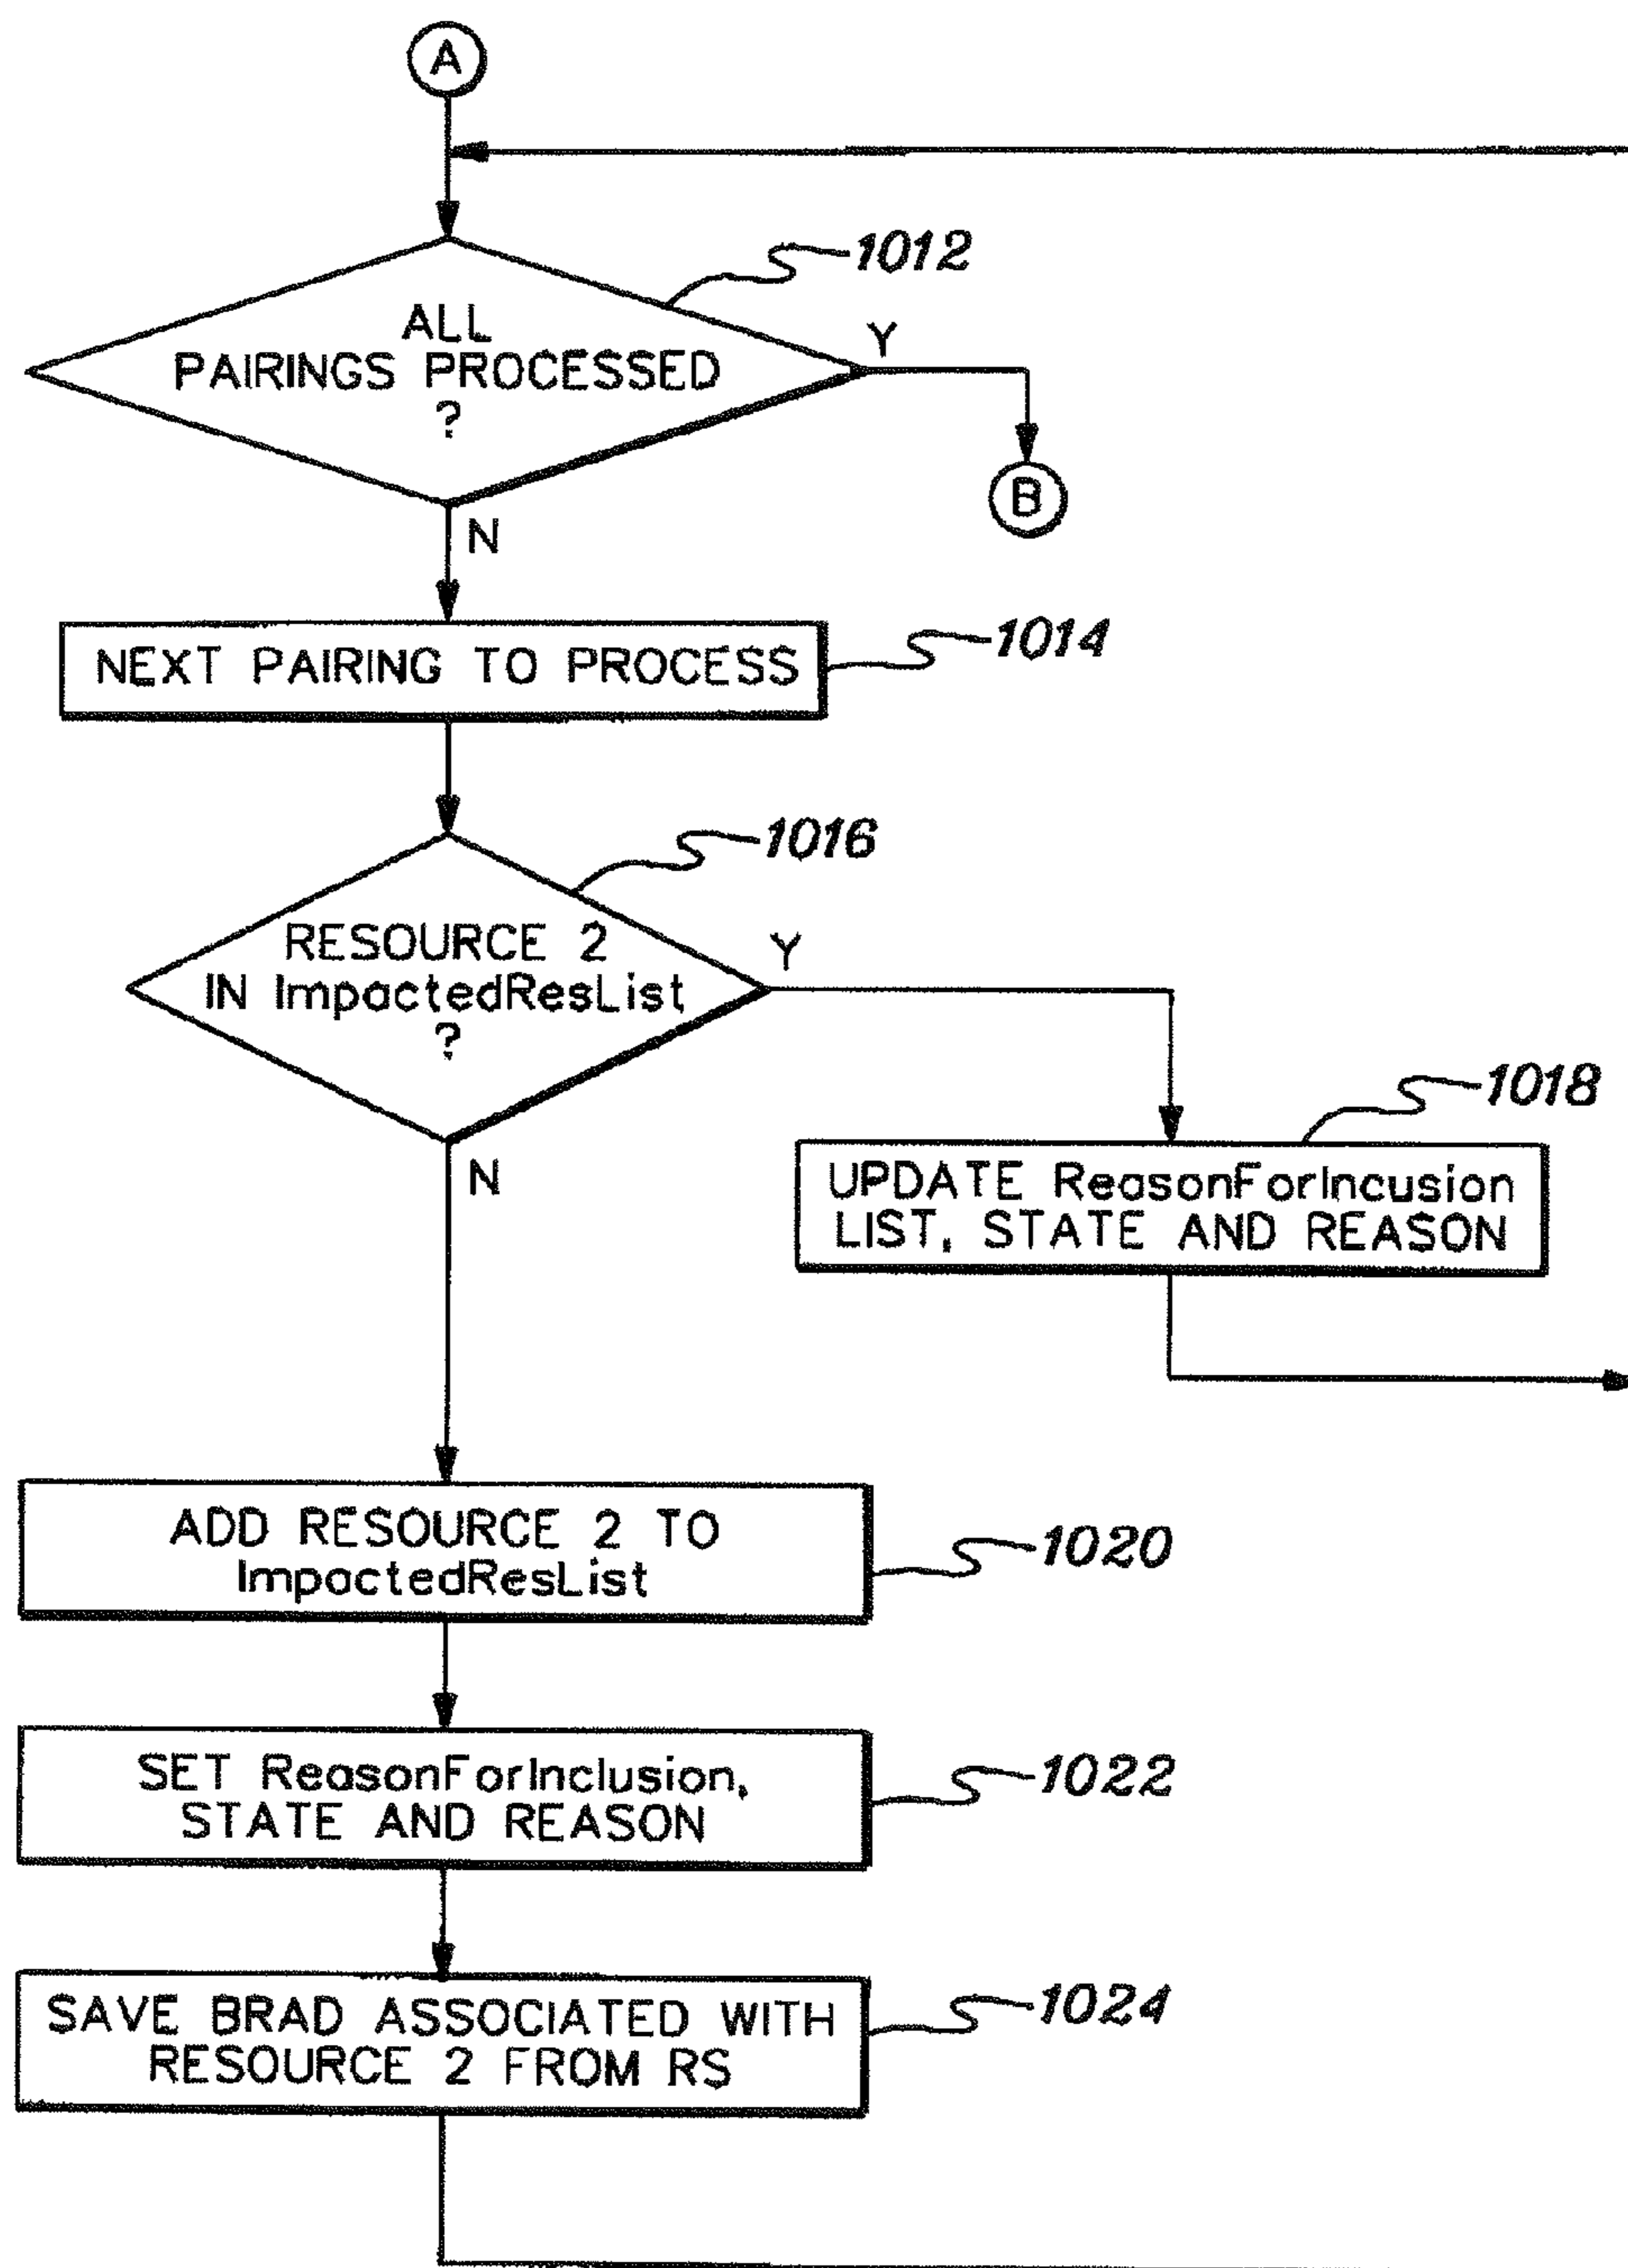 A
1012
ALL
PAIRINGS PROCESSED
?
Y
B
N
NEXT PAIRING TO PROCESS
1014
1016
RESOURCE 2
IN ImpactedResList
?
Y
N
1018
UPDATE ReasonForIncusion
LIST, STATE AND REASON
ADD RESOURCE 2 TO
ImpactedResList
1020
SET ReasonForInclusion,
STATE AND REASON
1022
SAVE BRAD ASSOCIATED WITH
RESOURCE 2 FROM RS
1024